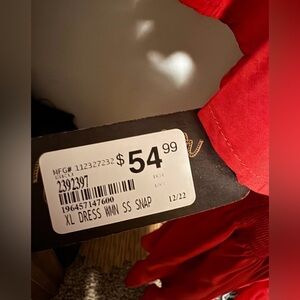 MFG# 112327232
$54.99
2392397
196457147600
XL DRESS WMN SS SNAP
12/22